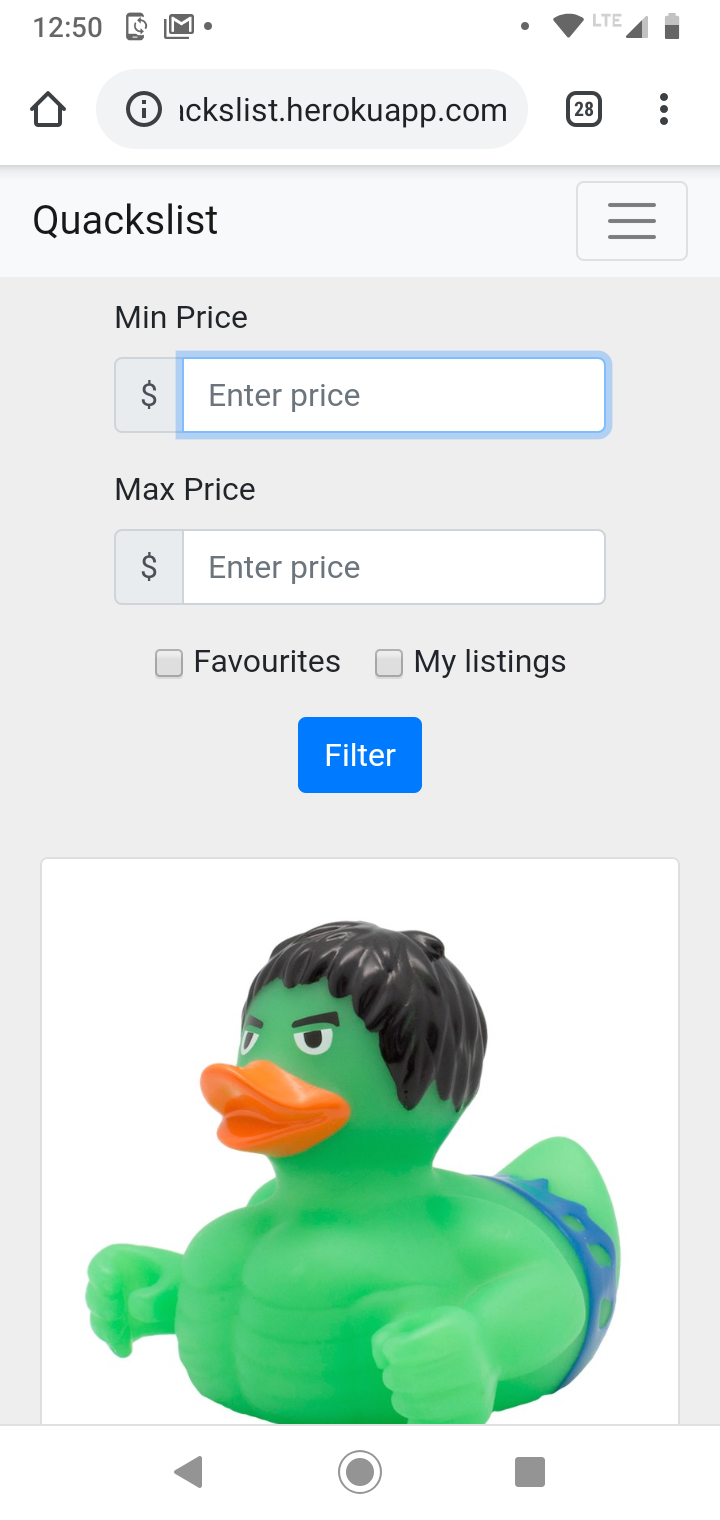 12:50 LTE
ackslist.herokuapp.com 28
Quackslist
Min Price
$ Enter price
Max Price
$ Enter price
Favourites My listings
Filter